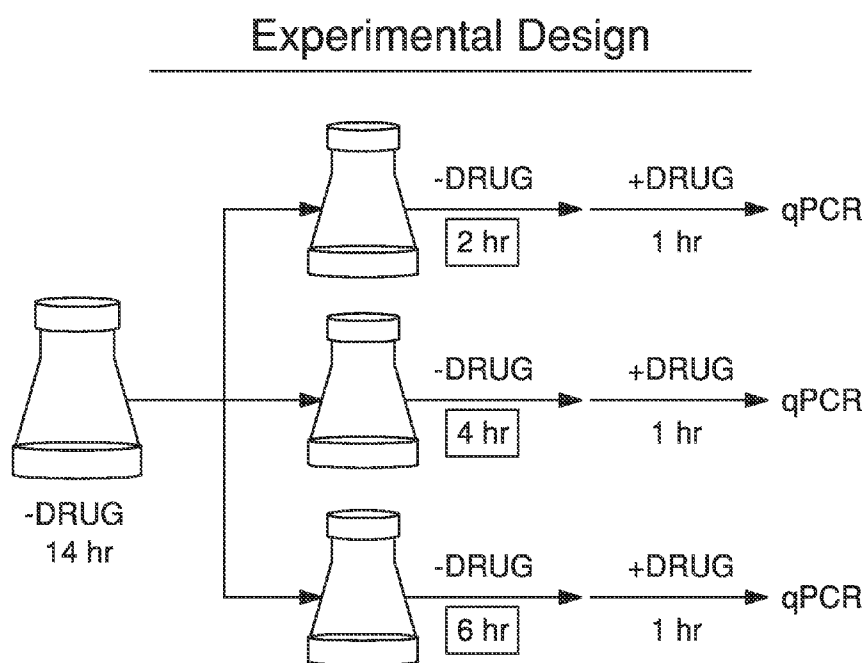 Experimental Design
-DRUG +DRUG
qPCR
2 hr 1 hr
-DRUG +DRUG
qPCR
4 hr 1 hr
-DRUG
14 hr
-DRUG +DRUG
qPCR
6 hr 1 hr